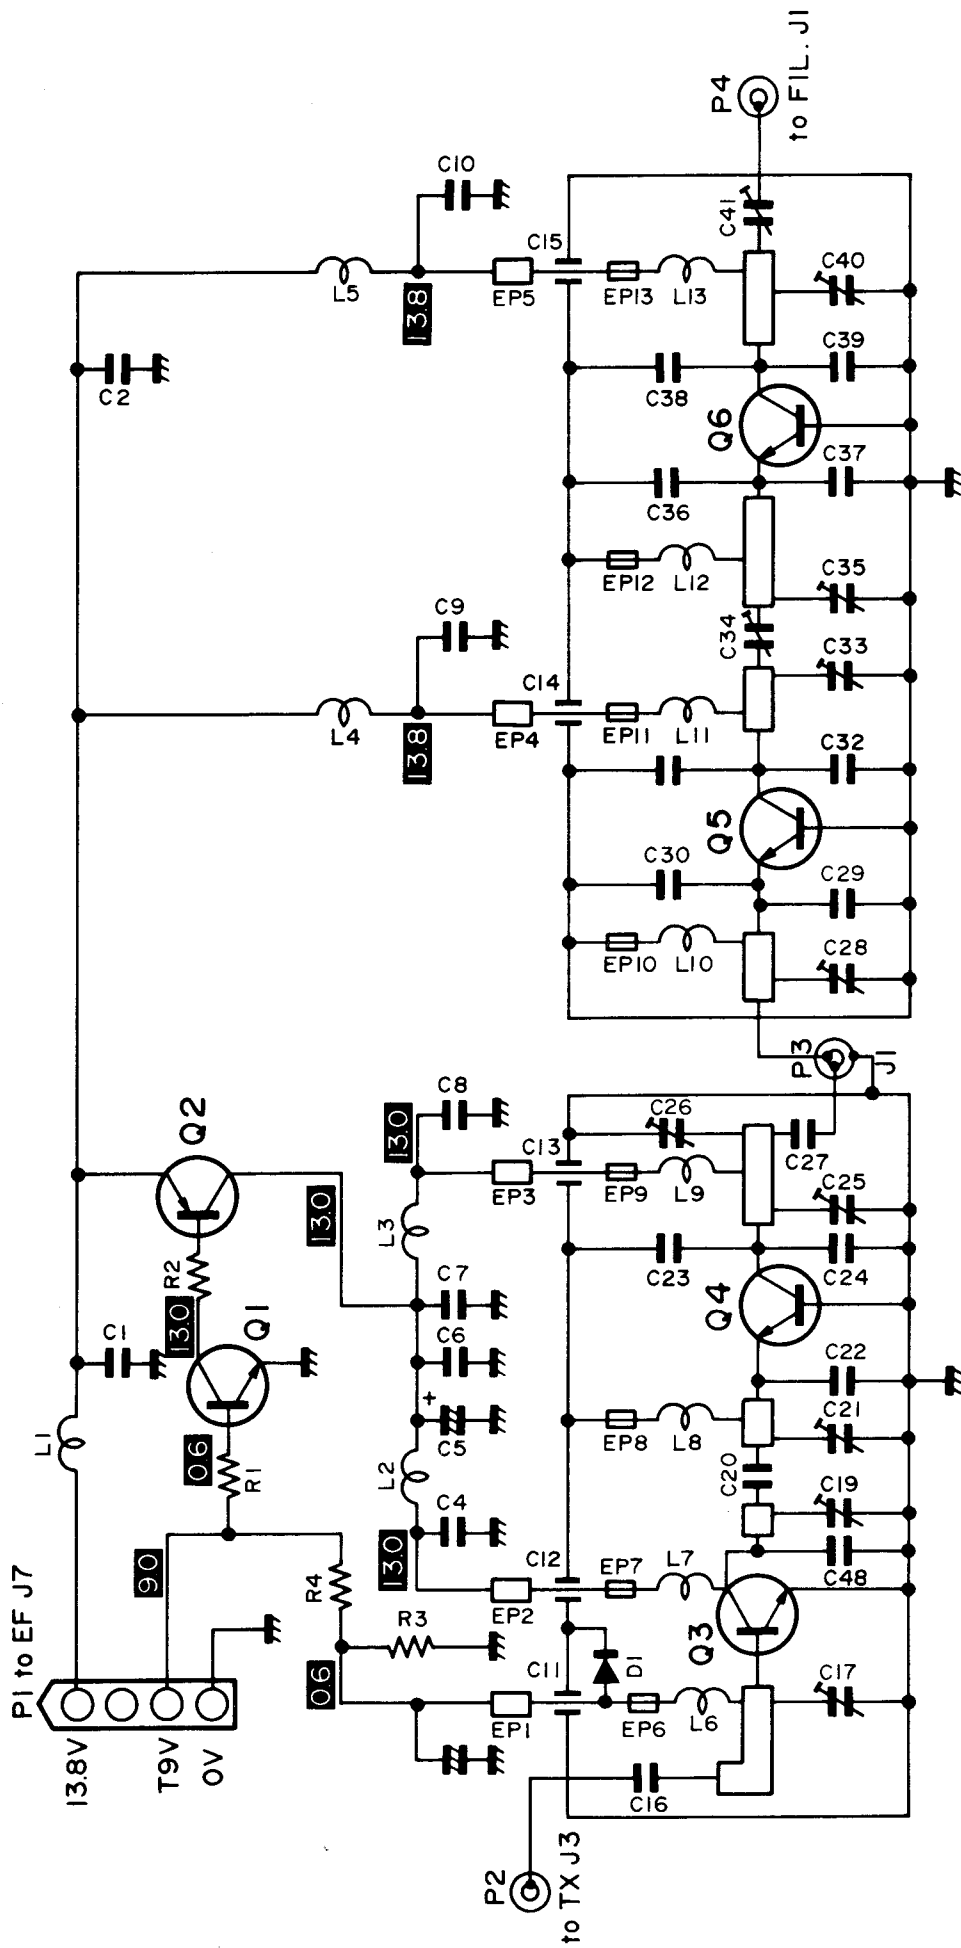 P1 to EF J7
13.8V
T9V
0V
L1
C1
C2
Q2
R2
13.0
Q1
0.6
R1
9.0
R4
R3
0.6
13.0
L3
C8
13.0
C7
C6
+
C5
L2
C4
13.0
L4
13.8
C9
L5
13.8
C10
P2
to TX J3
EP1
C11
EP2
C12
EP3
C13
EP4
C14
EP5
C15
D1
EP6
L6
EP7
L7
EP8
L8
EP9
L9
EP10
L10
EP11
L11
EP12
L12
EP13
L13
C16
Q3
C17
C48
C19
C20
C21
C22
Q4
C23
C24
C25
C26
C27
P3
J1
C28
C29
C30
Q5
C32
C33
C34
C35
C36
C37
Q6
C38
C39
C40
C41
P4
to FIL. J1